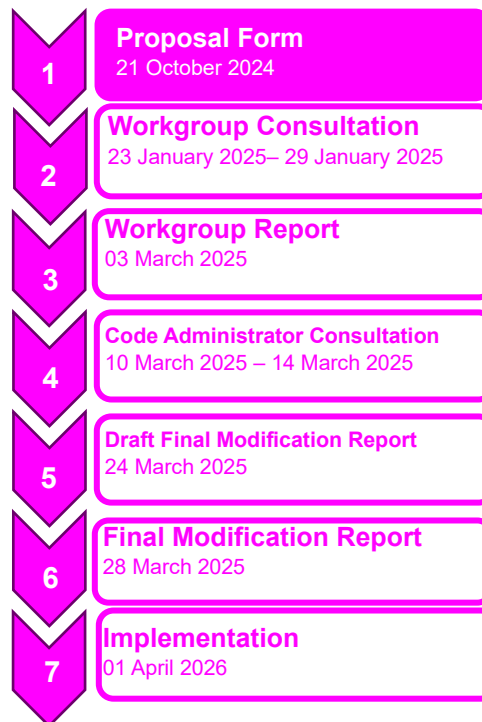 1
Proposal Form
21 October 2024
2
Workgroup Consultation
23 January 2025– 29 January 2025
3
Workgroup Report
03 March 2025
4
Code Administrator Consultation
10 March 2025 – 14 March 2025
5
Draft Final Modification Report
24 March 2025
6
Final Modification Report
28 March 2025
7
Implementation
01 April 2026